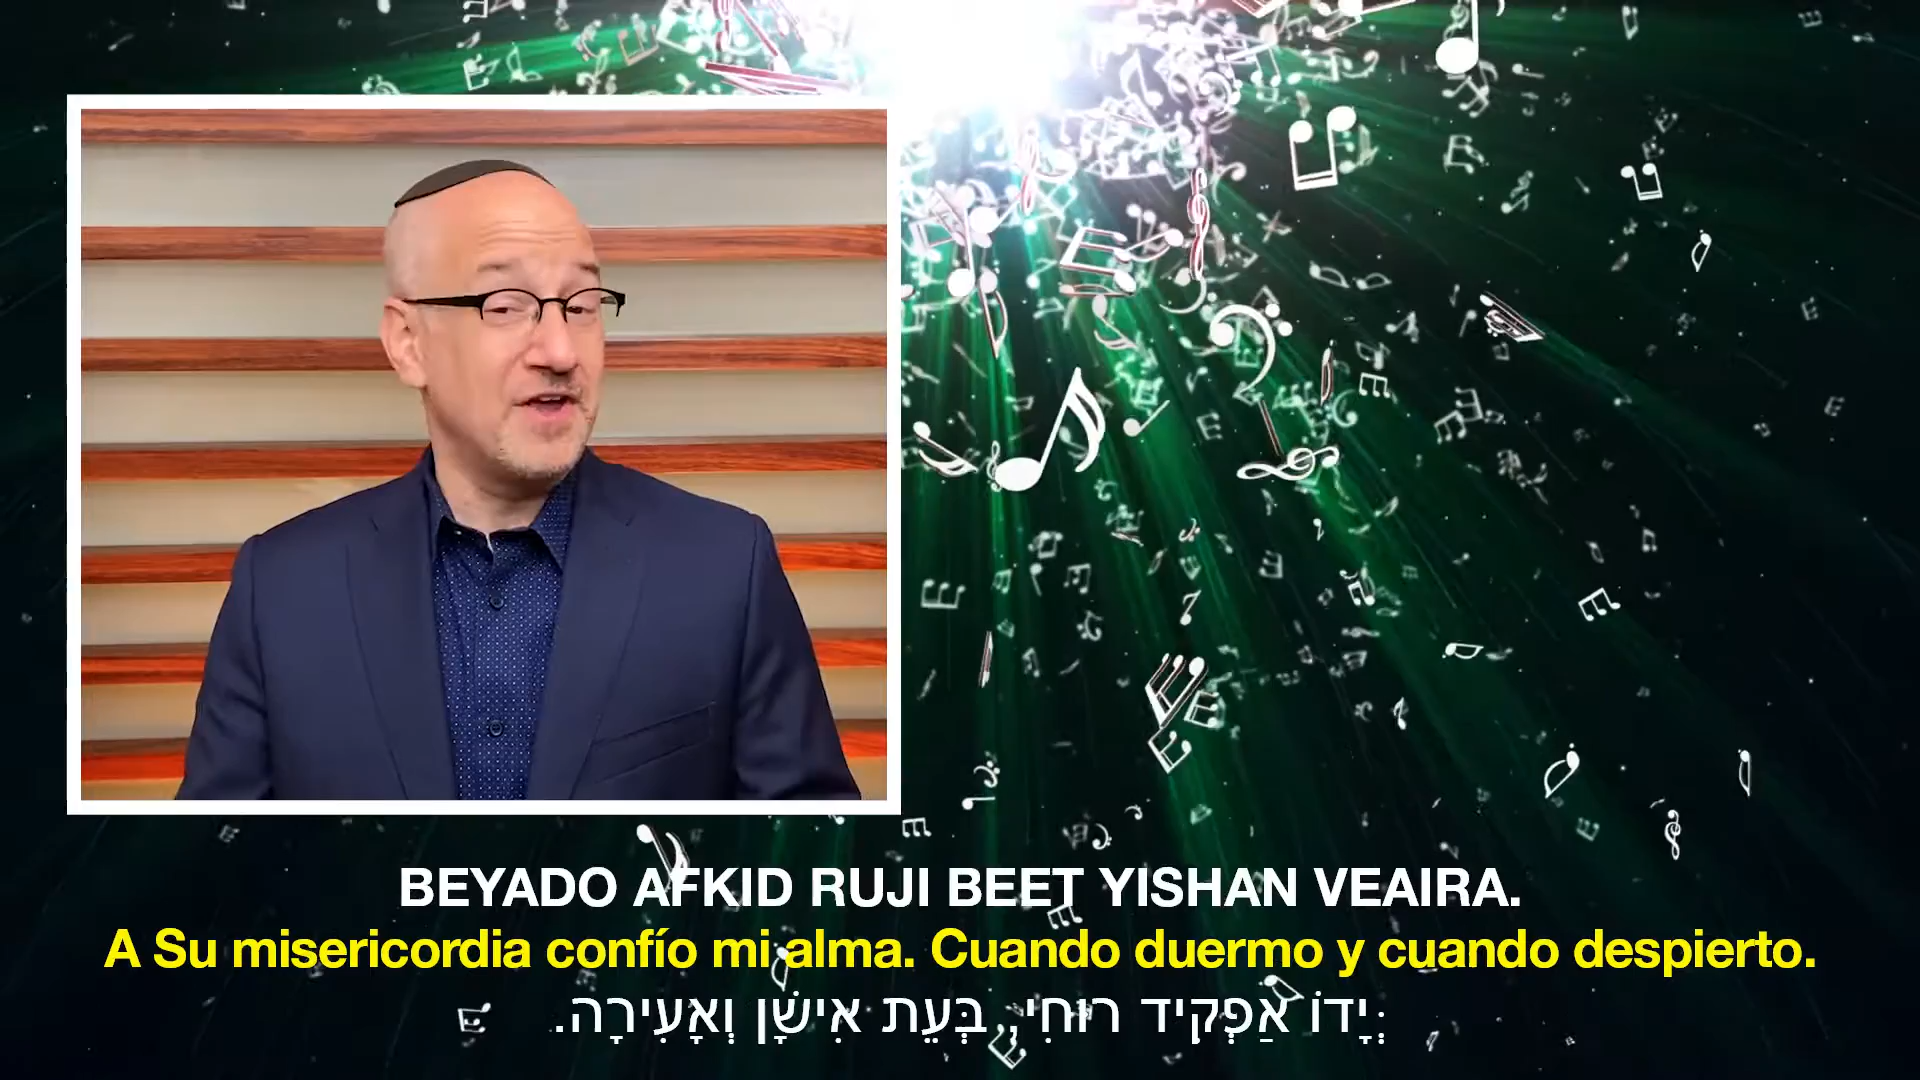 BEYADO AFKID RUJI BEET YISHAN VEAIRA.
A Su misericordia confío mi alma. Cuando duermo y cuando despierto.
ְּיָדוֹ אַפְקִיד רוּחִי, בְּעֵת אִישָׁן וְאָעִירָה.